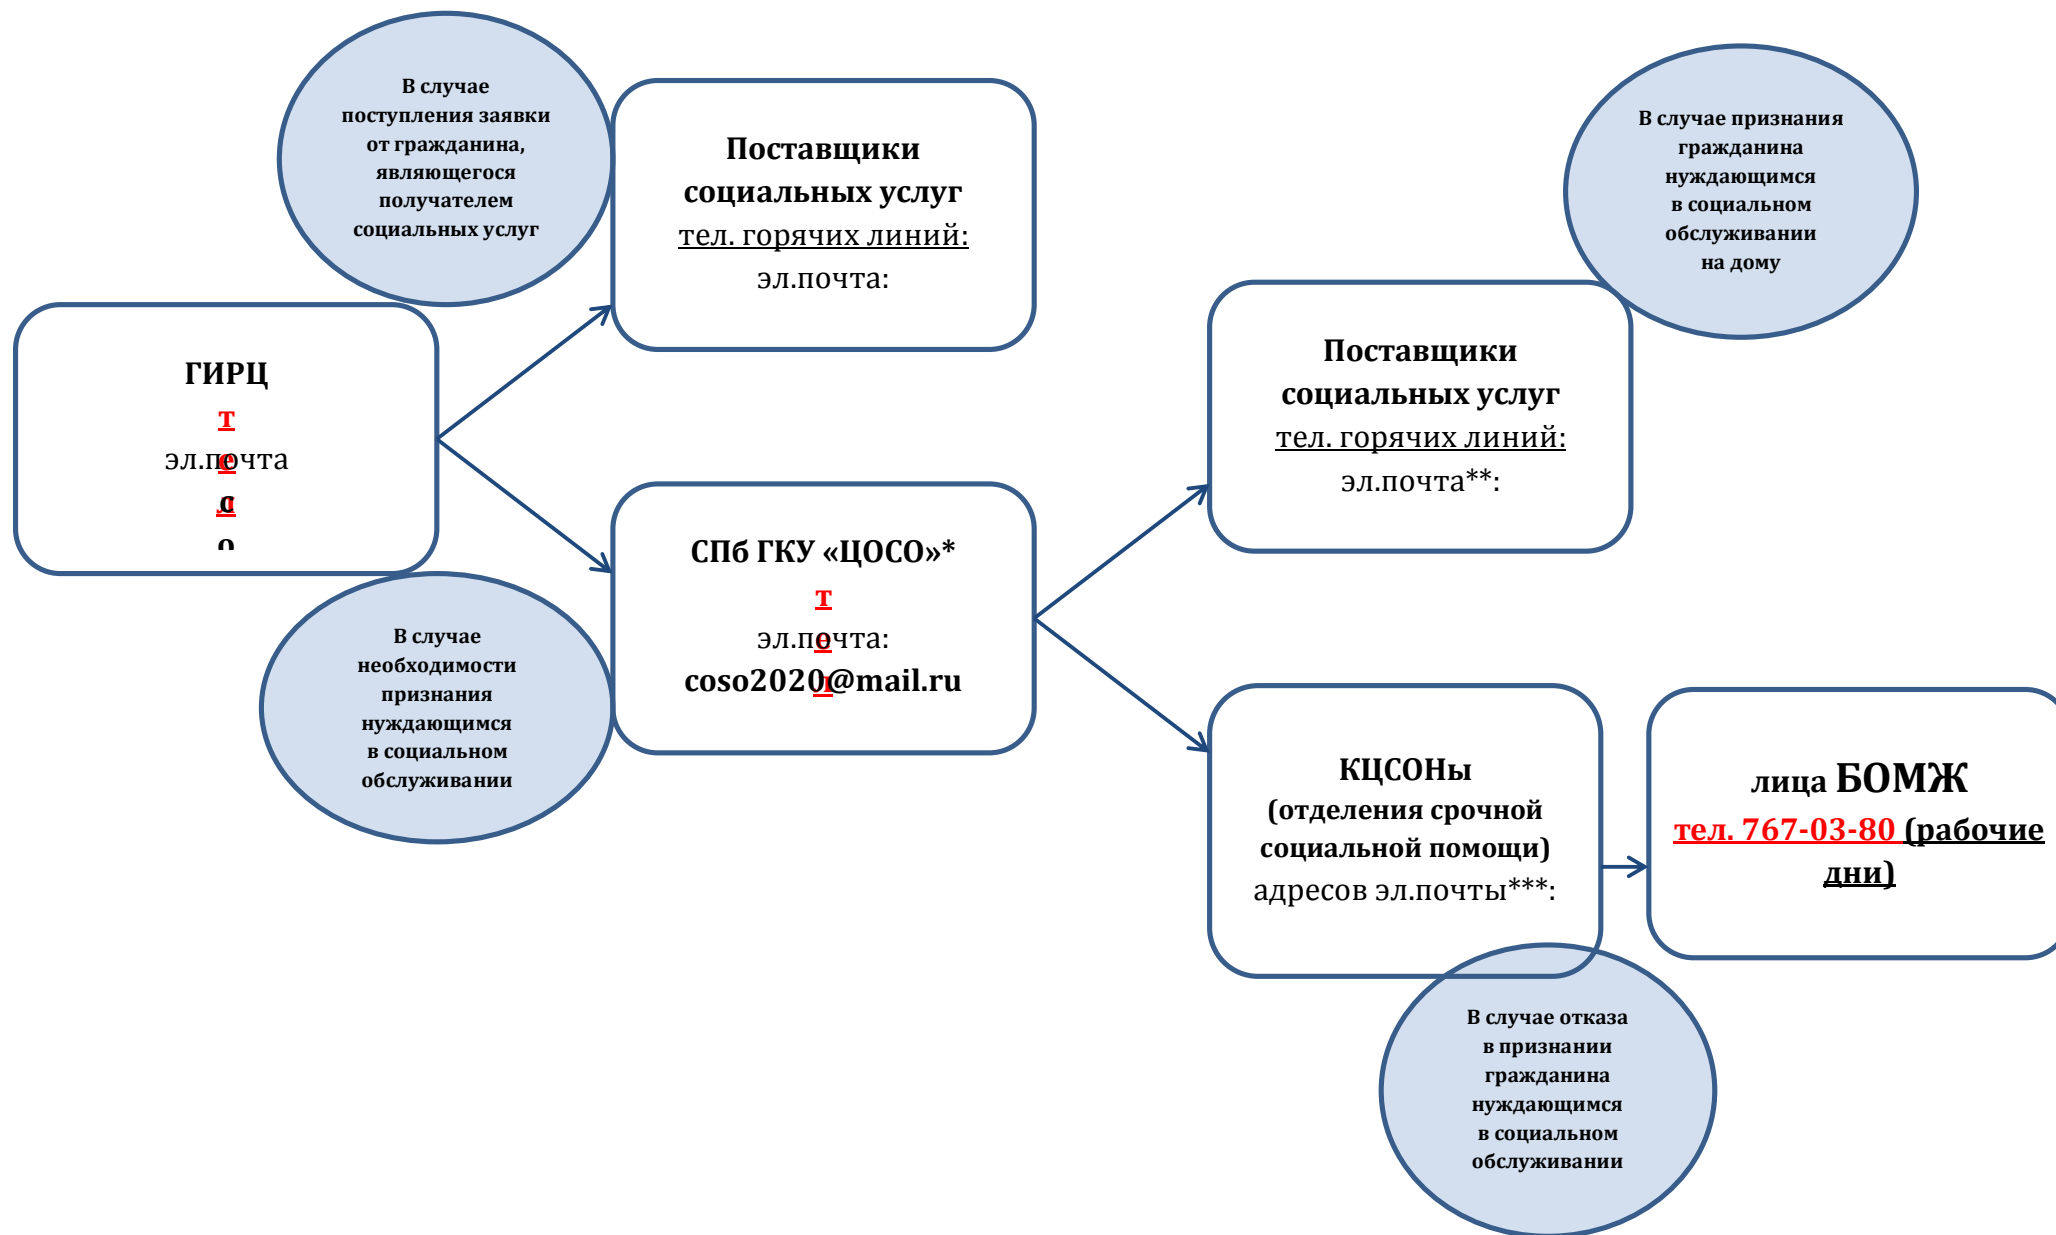 В случае
поступления заявки
от гражданина,
являющегося
получателем
социальных услуг
Поставщики
социальных услуг
тел. горячих линий:
эл.почта:
В случае признания
гражданина
нуждающимся
в социальном
обслуживании
на дому
ГИРЦ
т
е
л
эл.почта
с
о
Поставщики
социальных услуг
тел. горячих линий:
эл.почта**:
В случае
необходимости
признания
нуждающимся
в социальном
обслуживании
СПб ГКУ «ЦОСО»*
т
е
л
эл.почта:
coso2020@mail.ru
КЦСОНы
(отделения срочной
социальной помощи)
адресов эл.почты***:
лица БОМЖ
тел. 767-03-80 (рабочие
дни)
В случае отказа
в признании
гражданина
нуждающимся
в социальном
обслуживании